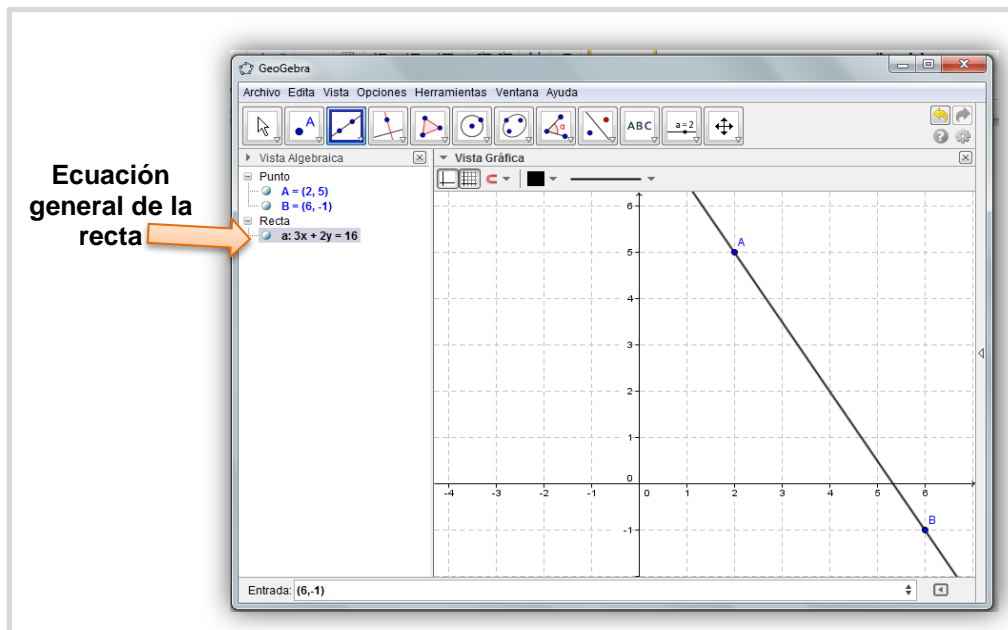 Ecuación
general de la
recta
GeoGebra
Archivo Edita Vista Opciones Herramientas Ventana Ayuda
A
α
ABC
a=2
Vista Algebraica
Punto
A = (2, 5)
B = (6, -1)
Recta
a: 3x + 2y = 16
Vista Gráfica
6
5
4
3
2
1
0
-1
-4 -3 -2 -1 0 1 2 3 4 5 6
A
B
Entrada: (6,-1)